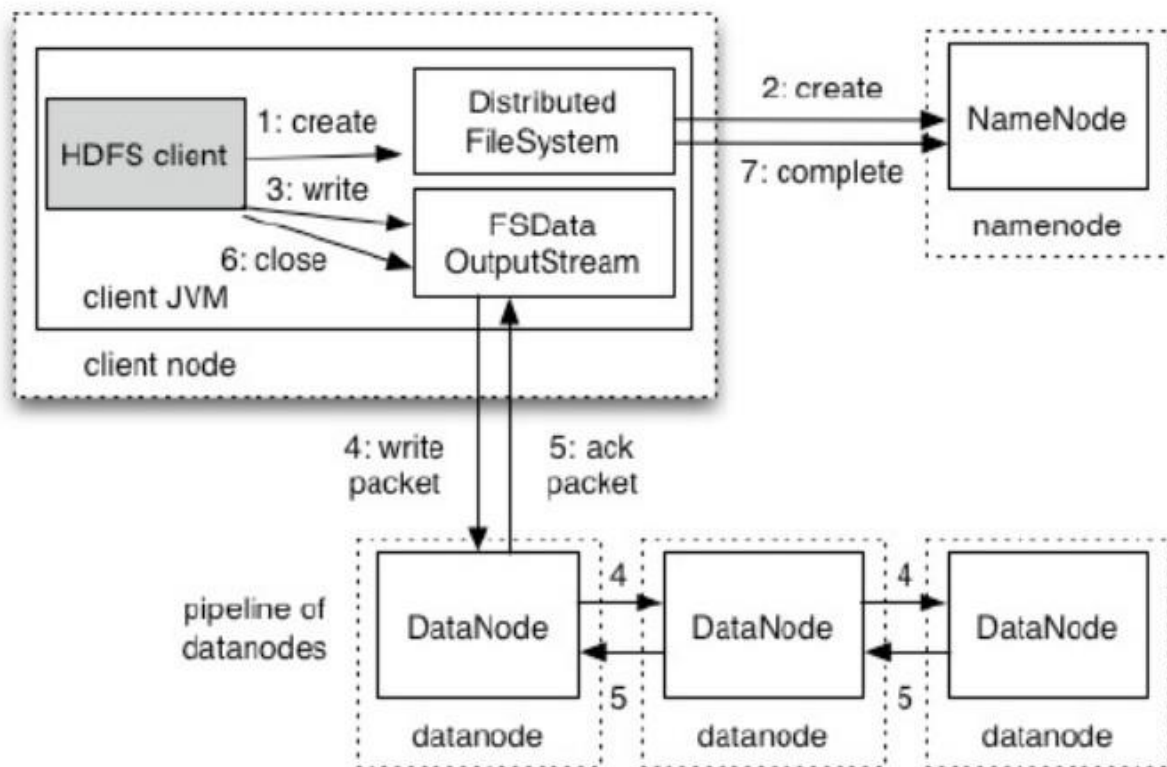 HDFS client
1: create
3: write
6: close
client JVM
client node
Distributed
FileSystem
FSData
OutputStream
2: create
7: complete
NameNode
namenode
4: write
packet
5: ack
packet
pipeline of
datanodes
DataNode
datanode
4
5
DataNode
datanode
4
5
DataNode
datanode